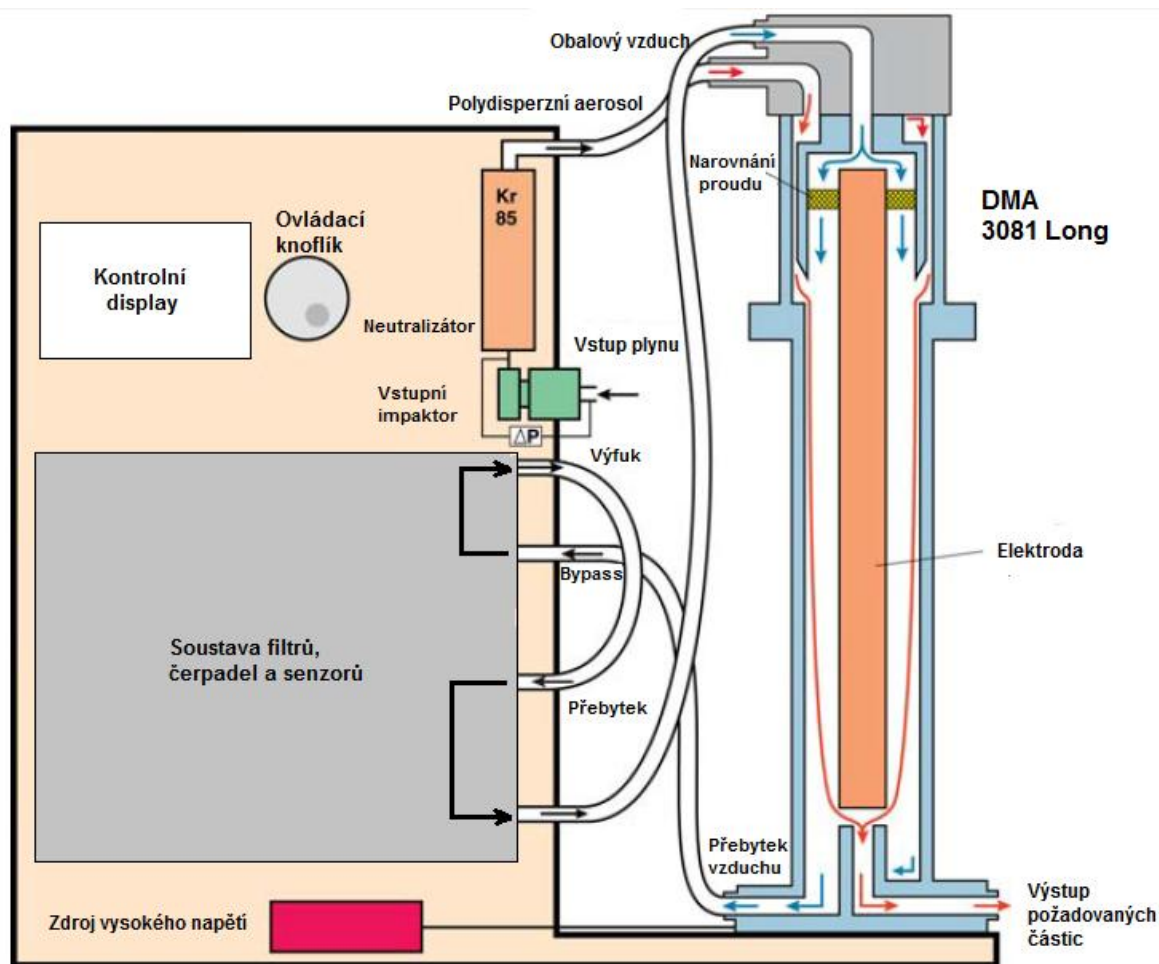 Obalový vzduch
Polydisperzní aerosol
Narovnání
proudu
DMA
3081 Long
Kr
85
Ovládací
knoflík
Kontrolní
display
Neutralizátor
Vstup plynu
Vstupní
impaktor
ΔP
Výfuk
Bypass
Elektroda
Soustava filtrů,
čerpadel a senzorů
Přebytek
Přebytek
vzduchu
Zdroj vysokého napětí
Výstup
požadovaných
částic